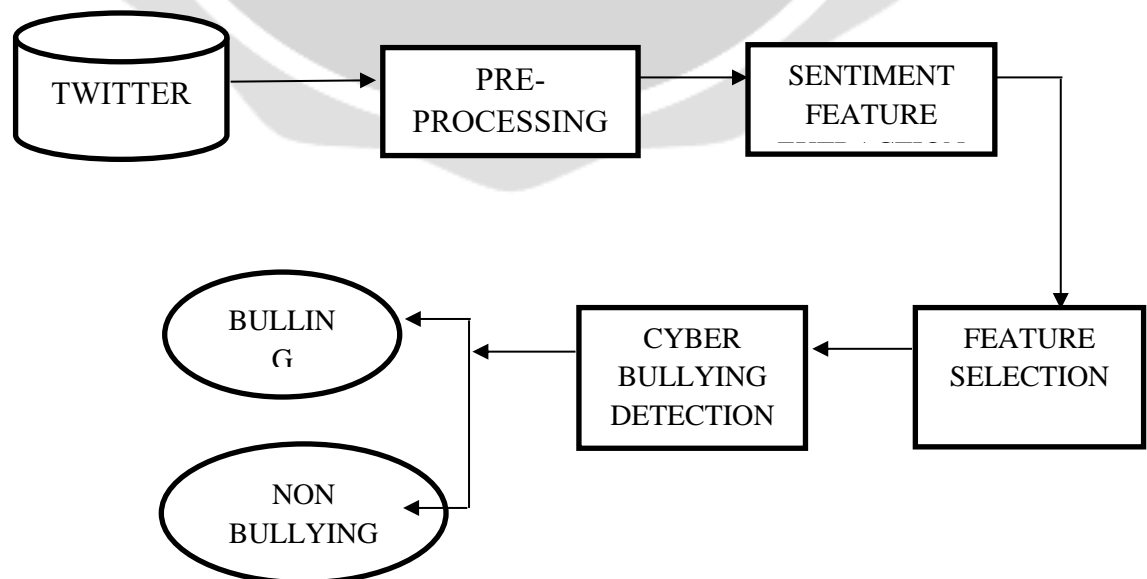 TWITTER
PRE-
PROCESSING
SENTIMENT
FEATURE
FEATURE
SELECTION
CYBER
BULLYING
DETECTION
BULLIN
G
NON
BULLYING